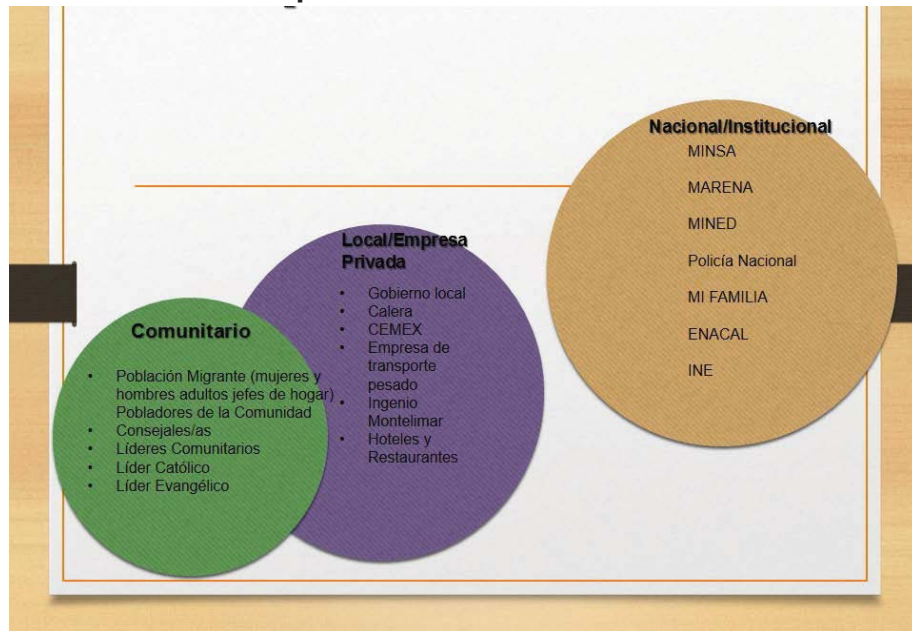 Comunitario
• Población Migrante (mujeres y
hombres adultos jefes de hogar)
Pobladores de la Comunidad
• Consejales/as
• Líderes Comunitarios
• Líder Católico
• Líder Evangélico
Local/Empresa
Privada
• Gobierno local
• Calera
• CEMEX
• Empresa de
transporte
pesado
• Ingenio
Montelimar
• Hoteles y
Restaurantes
Nacional/Institucional
MINSA
MARENA
MINED
Policía Nacional
MI FAMILIA
ENACAL
INE